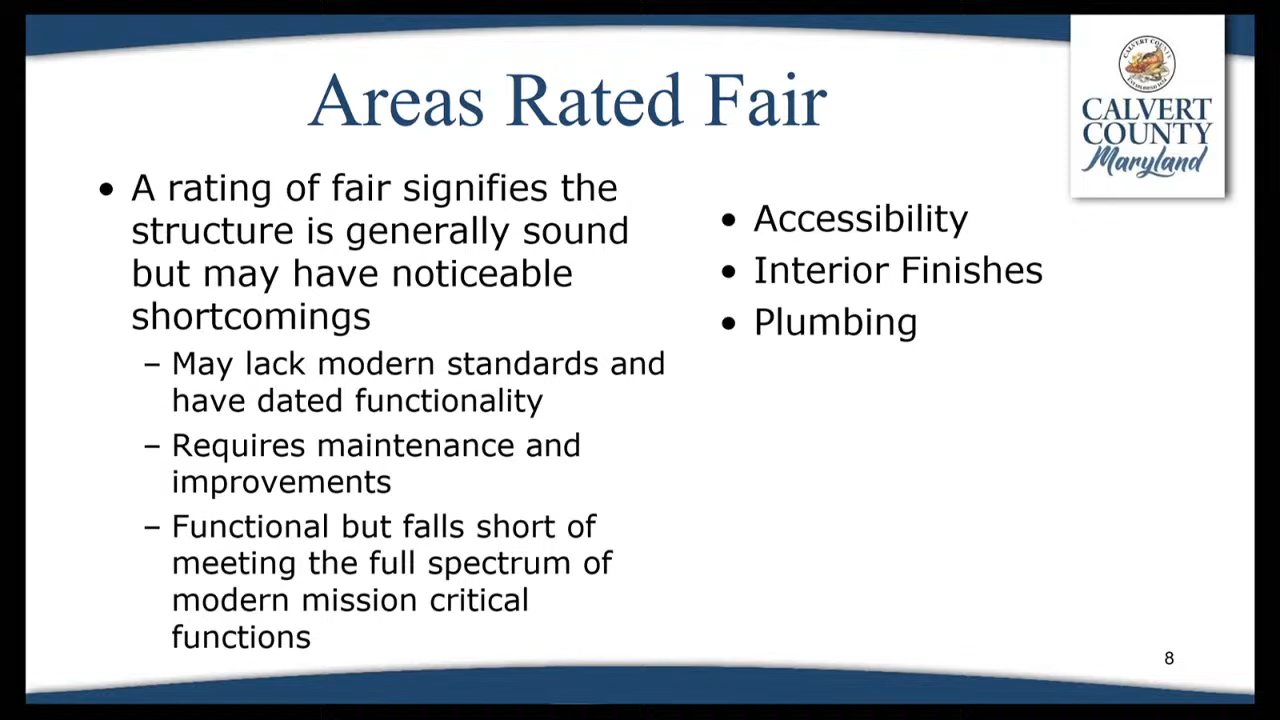 Areas Rated Fair
CALVERT COUNTY
CALVERT
COUNTY
Maryland
• A rating of fair signifies the
structure is generally sound
but may have noticeable
shortcomings
– May lack modern standards and
have dated functionality
– Requires maintenance and
improvements
– Functional but falls short of
meeting the full spectrum of
modern mission critical
functions
• Accessibility
• Interior Finishes
• Plumbing
8